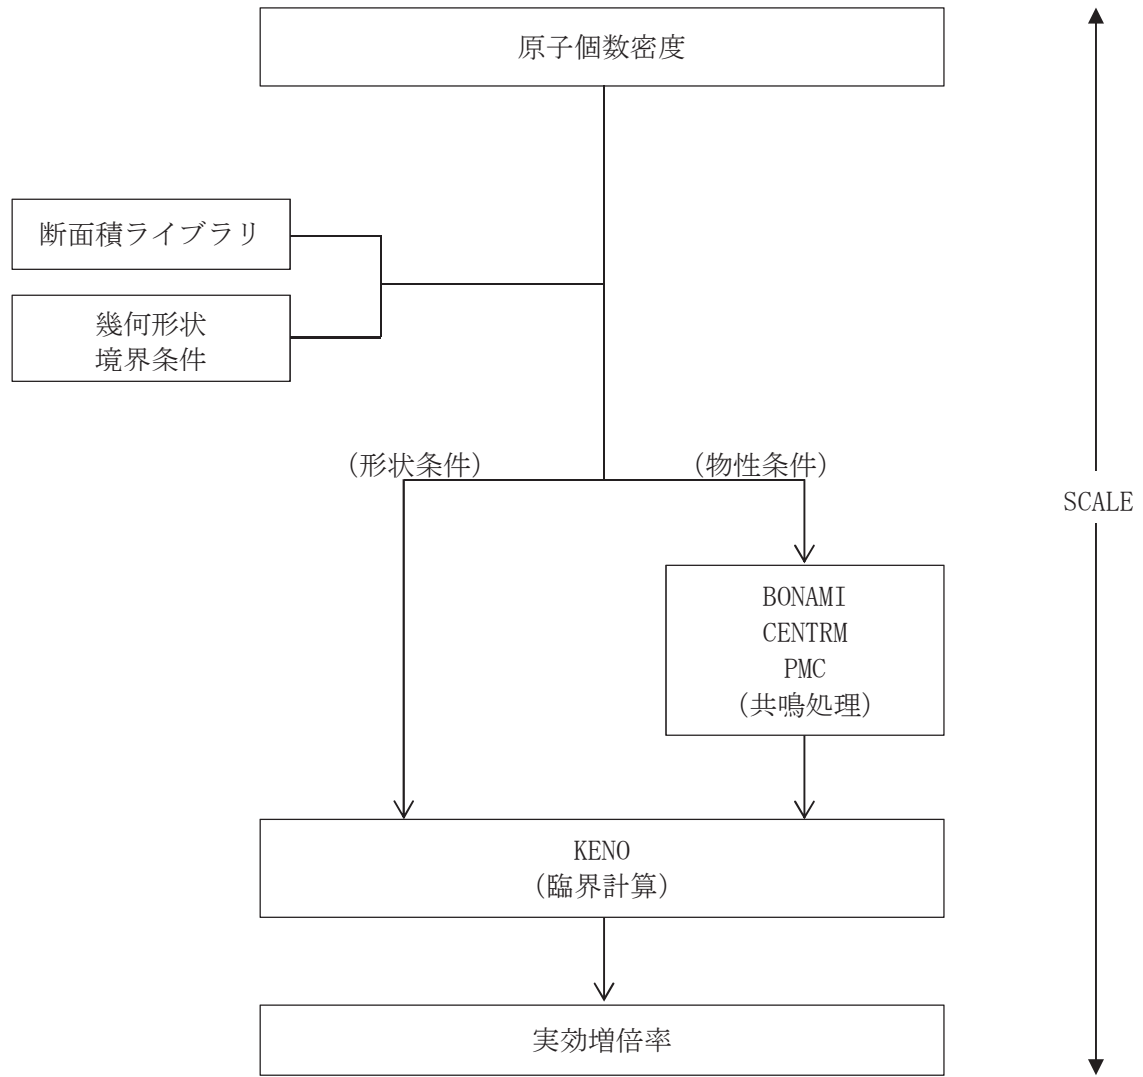 原子個数密度
断面積ライブラリ
幾何形状
境界条件
(形状条件)
(物性条件)
SCALE
BONAMI
CENTRM
PMC
(共鳴処理)
KENO
(臨界計算)
実効増倍率